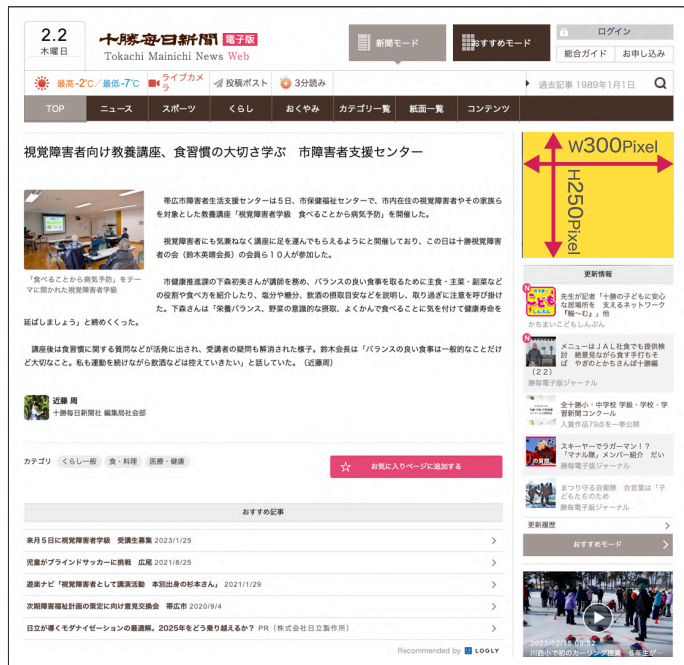 2.2
木曜日
十勝毎日新聞 電子版
Tokachi Mainichi News Web
新聞モード
おすすめモード
ログイン
総合ガイド お申し込み
最高-2℃／最低-7℃ ライブカメラ 投稿ポスト 3分読み
過去記事 1989年1月1日
TOP ニュース スポーツ くらし おくやみ カテゴリ一覧 紙面一覧 コンテンツ
視覚障害者向け教養講座、食習慣の大切さ学ぶ　市障害者支援センター
「食べることから病気予防」をテー
マに開かれた視覚障害者学級
帯広市障害者生活支援センターは５日、市保健福祉センターで、市内在住の視覚障害者やその家族ら
を対象とした教養講座「視覚障害者学級　食べることから病気予防」を開催した。
視覚障害者にも気兼ねなく講座に足を運んでもらえるようにと開催しており、この日は十勝視覚障害
者の会（鈴木英晴会長）の会員ら１０人が参加した。
市健康推進課の下森初美さんが講師を務め、バランスの良い食事を取るために主食・主菜・副菜など
の役割や食べ方を紹介したり、塩分や糖分、飲酒の摂取目安などを説明し、取り過ぎに注意を呼び掛け
た。下森さんは「栄養バランス、野菜の意識的な摂取、よくかんで食べることに気を付けて健康寿命を
延ばしましょう」と締めくくった。
講座後は食習慣に関する質問などが活発に出され、受講者の疑問も解消された様子。鈴木会長は「バランスの良い食事は一般的なことだけ
ど大切なこと。私も運動を続けながら飲酒などは控えていきたい」と話していた。（近藤周）
近藤 周
十勝毎日新聞社 編集局社会部
カテゴリ くらし一般 食・料理 医療・健康
☆ お気に入りページに追加する
おすすめ記事
来月５日に視覚障害者学級　受講生募集 2023/1/25
児童がブラインドサッカーに挑戦　広尾 2021/8/25
遊楽ナビ「視覚障害者として講演活動　本別出身の杉本さん」 2021/1/29
次期障害福祉計画の策定に向け意見交換会　帯広市 2020/9/4
日立が導くモダナイゼーションの最適解。2025年をどう乗り越えるか？ PR（株式会社日立製作所）
Recommended by LOGLY
W300Pixel
H250Pixel
更新情報
N
こども
しんぶん
先生が記者「十勝の子どもに安心
な居場所を　支えるネットワーク
『輪〜む』」他
かちまいこどもしんぶん
N
メニューはＪＡＬ社食でも提供検
討　絶景見ながら食す手打ちそ
ば　やぎのとかちさんぽ十勝編
（２２）
勝毎電子版ジャーナル
全十勝小・中学校 学級・学校・学
習新聞コンクール
入賞作品79点を一挙公開
の質問
スキーヤーでラガーマン！？
「マナル隊」メンバー紹介　だい
勝毎電子版ジャーナル
まつり守る自衛隊　合言葉は「子
どもたちのため
勝毎電子版ジャーナル
更新履歴
おすすめモード
2023/02/15 09:52
川西小で初のカーリング授業　６年生が…